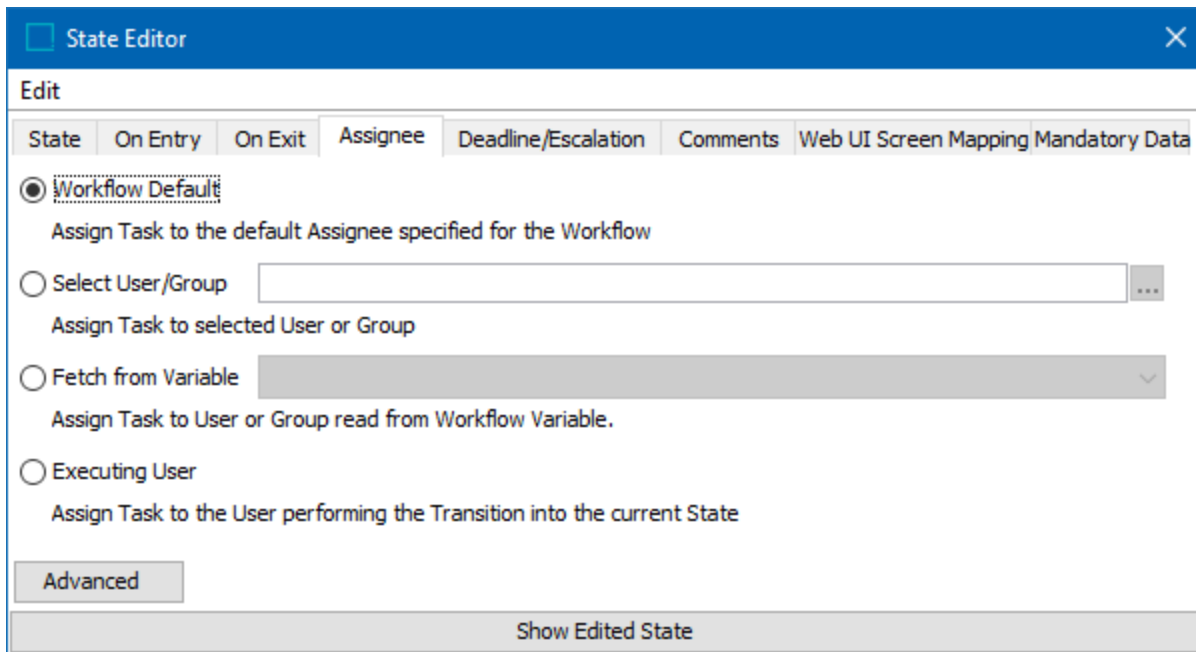 State Editor
Edit
State On Entry On Exit Assignee Deadline/Escalation Comments Web UI Screen Mapping Mandatory Data
Workflow Default
Assign Task to the default Assignee specified for the Workflow
Select User/Group ...
Assign Task to selected User or Group
Fetch from Variable
Assign Task to User or Group read from Workflow Variable.
Executing User
Assign Task to the User performing the Transition into the current State
Advanced
Show Edited State